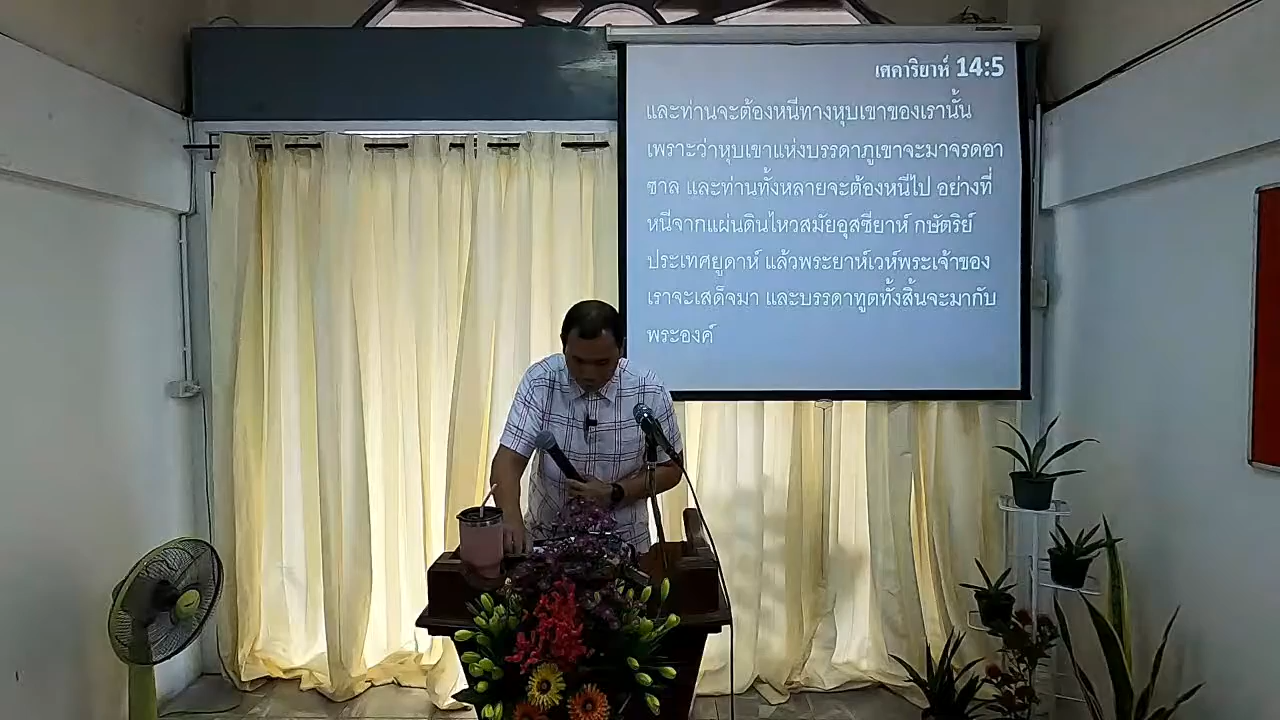 เศคาริยาห์ 14:5
และท่านจะต้องหนีทางหุบเขาของเรานั้น
เพราะว่าหุบเขาแห่งบรรดาภูเขาจะมาจรดอา
ซาล และท่านทั้งหลายจะต้องหนีไป อย่างที่
หนีจากแผ่นดินไหวสมัยอุสซียาห์ กษัตริย์
ประเทศยูดาห์ แล้วพระยาห์เวห์พระเจ้าของ
เราจะเสด็จมา และบรรดาทูตทั้งสิ้นจะมากับ
พระองค์